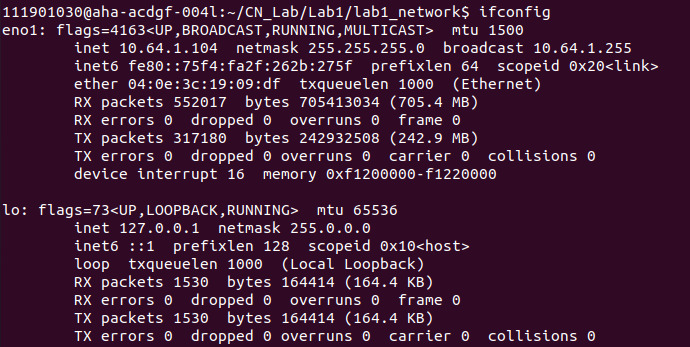 111901030@aha-acdgf-004l:~/CN_Lab/Lab1/lab1_network$ ifconfig
eno1: flags=4163<UP,BROADCAST,RUNNING,MULTICAST>  mtu 1500
        inet 10.64.1.104  netmask 255.255.255.0  broadcast 10.64.1.255
        inet6 fe80::75f4:fa2f:262b:275f  prefixlen 64  scopeid 0x20<link>
        ether 04:0e:3c:19:09:df  txqueuelen 1000  (Ethernet)
        RX packets 552017  bytes 705413034 (705.4 MB)
        RX errors 0  dropped 0  overruns 0  frame 0
        TX packets 317180  bytes 242932508 (242.9 MB)
        TX errors 0  dropped 0 overruns 0  carrier 0  collisions 0
        device interrupt 16  memory 0xf1200000-f1220000

lo: flags=73<UP,LOOPBACK,RUNNING>  mtu 65536
        inet 127.0.0.1  netmask 255.0.0.0
        inet6 ::1  prefixlen 128  scopeid 0x10<host>
        loop  txqueuelen 1000  (Local Loopback)
        RX packets 1530  bytes 164414 (164.4 KB)
        RX errors 0  dropped 0  overruns 0  frame 0
        TX packets 1530  bytes 164414 (164.4 KB)
        TX errors 0  dropped 0 overruns 0  carrier 0  collisions 0